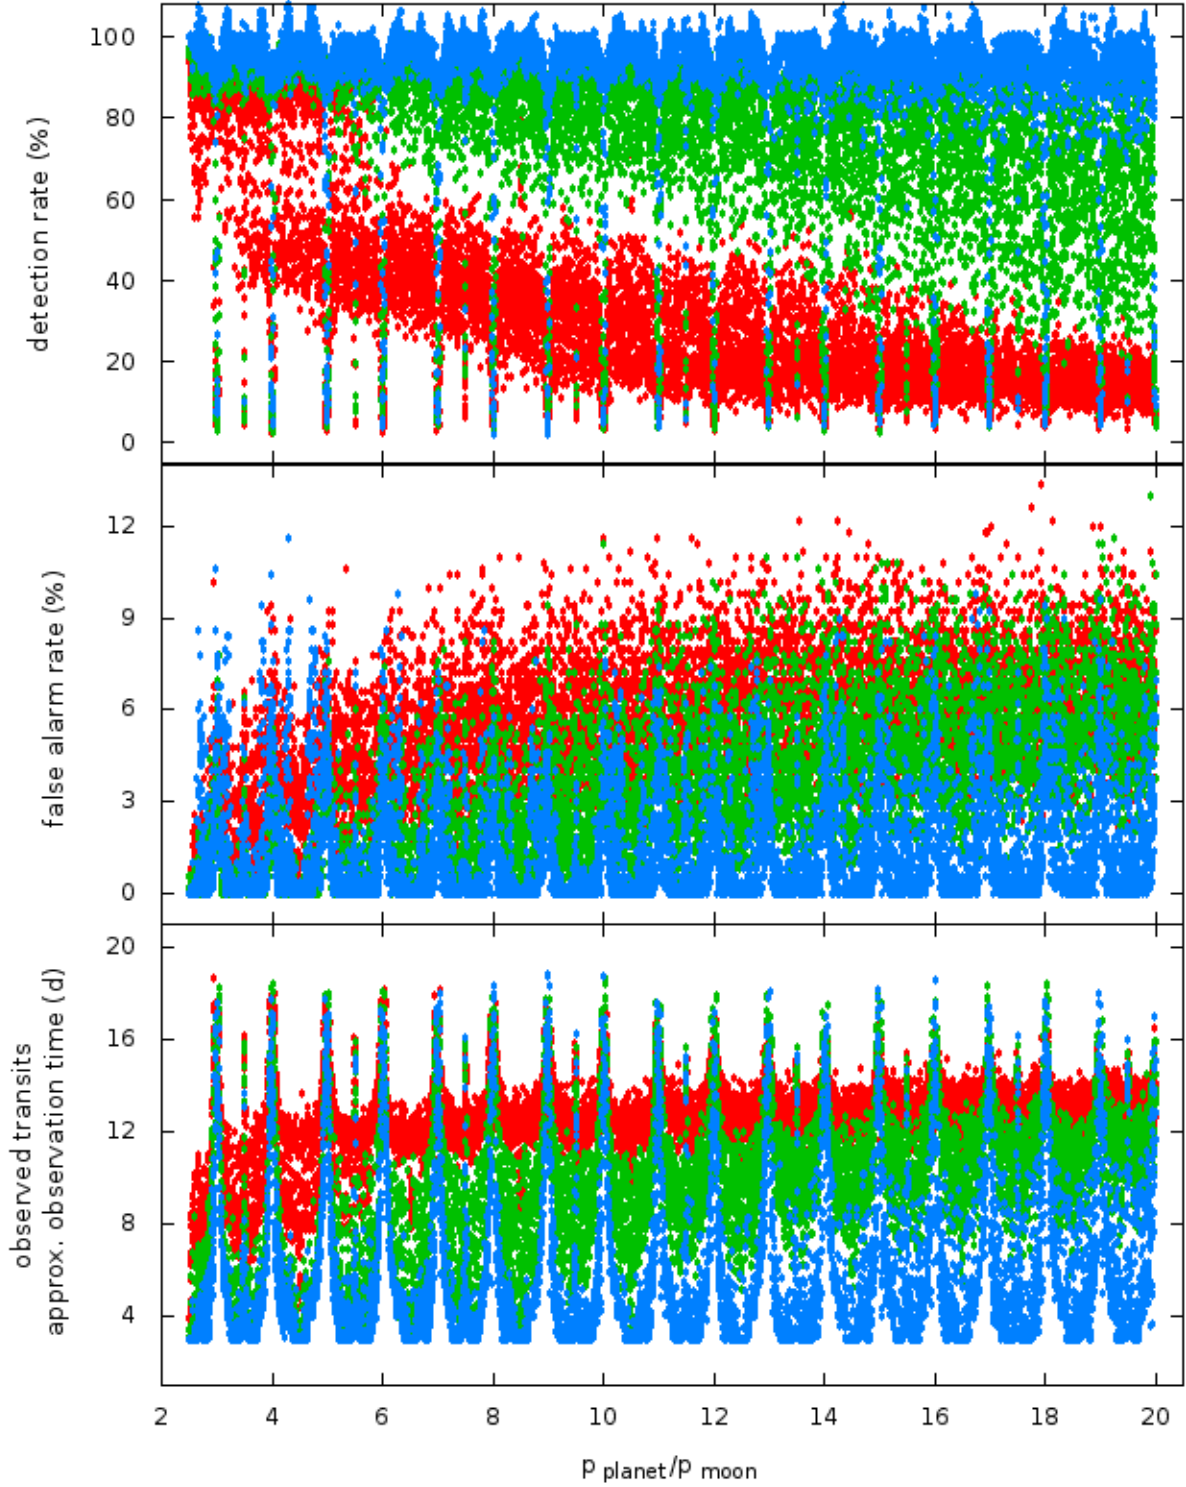 100
80
60
40
20
0
detection rate (%)
12
9
6
3
0
false alarm rate (%)
20
16
12
8
4
observed transits
approx. observation time (d)
2 4 6 8 10 12 14 16 18 20
p planet/p moon